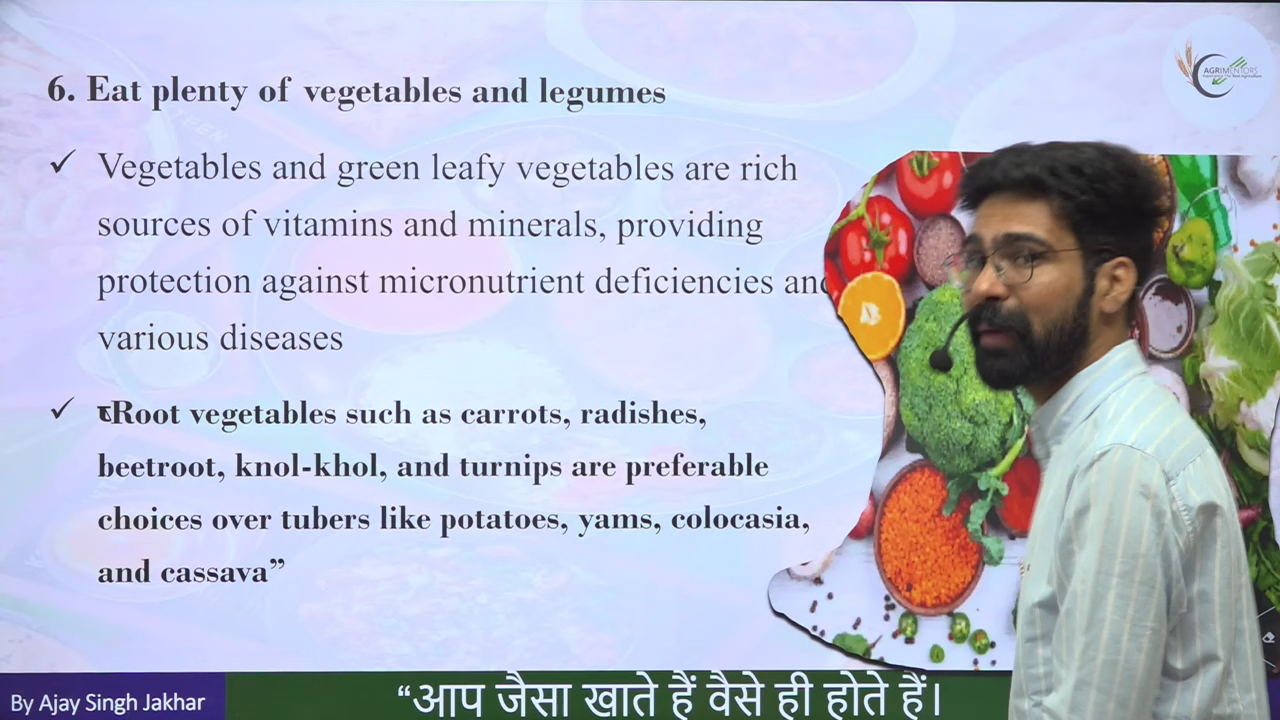 6. Eat plenty of vegetables and legumes
AGRIMENTORS
✓ Vegetables and green leafy vegetables are rich
sources of vitamins and minerals, providing
protection against micronutrient deficiencies and
various diseases
✓ Root vegetables such as carrots, radishes,
beetroot, knol-khol, and turnips are preferable
choices over tubers like potatoes, yams, colocasia,
and cassava”
By Ajay Singh Jakhar
“आप जैसा खाते हैं वैसे ही होते हैं।